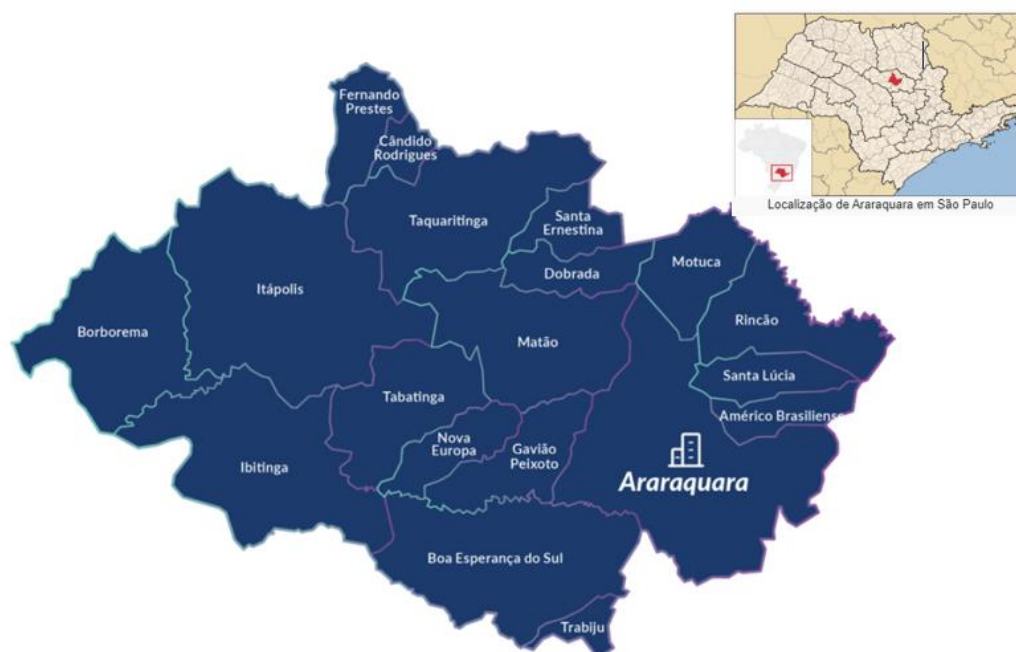 Localização de Araraquara em São Paulo
Fernando
Prestes
Cândido
Rodrigues
Taquaritinga
Santa
Ernestina
Dobrada
Motuca
Itápolis
Borborema
Matão
Rincão
Santa Lúcia
Américo Brasiliense
Tabatinga
Nova
Europa
Gavião
Peixoto
Ibitinga
Araraquara
Boa Esperança do Sul
Trabiju